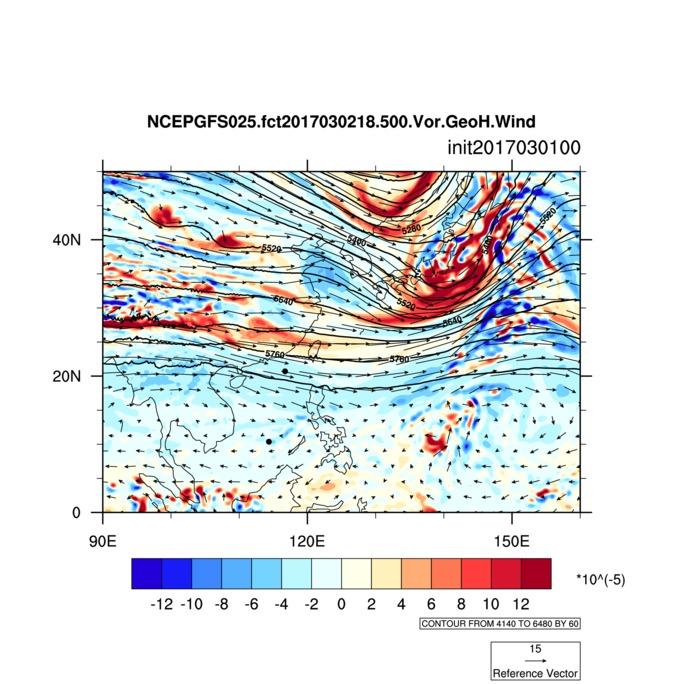 NCEPGFS025.fct2017030218.500.Vor.GeoH.Wind
init2017030100
40N
20N
0
5280
5400
5400
5520
5520
5520
5640
5640
5760
5760
90E
120E
150E
-12 -10 -8 -6 -4 -2 0 2 4 6 8 10 12
*10^(-5)
CONTOUR FROM 4140 TO 6480 BY 60
15
Reference Vector